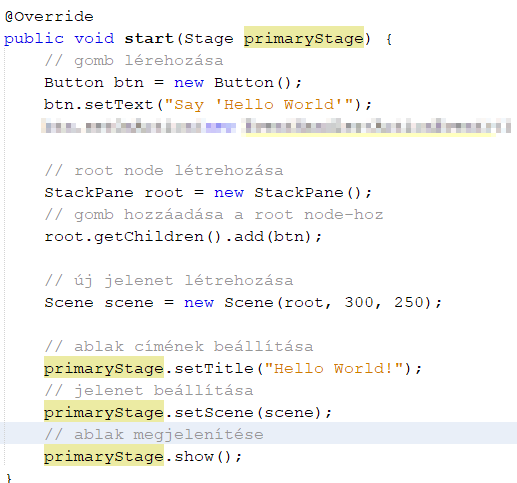 @Override
public void start(Stage primaryStage) {
// gomb lérehozása
Button btn = new Button();
btn.setText("Say 'Hello World'");
// root node létrehozása
StackPane root = new StackPane();
// gomb hozzáadása a root node-hoz
root.getChildren().add(btn);
// új jelenet létrehozása
Scene scene = new Scene(root, 300, 250);
// ablak címének beállítása
primaryStage.setTitle("Hello World!");
// jelenet beállítása
primaryStage.setScene(scene);
// ablak megjelenítése
primaryStage.show();
}